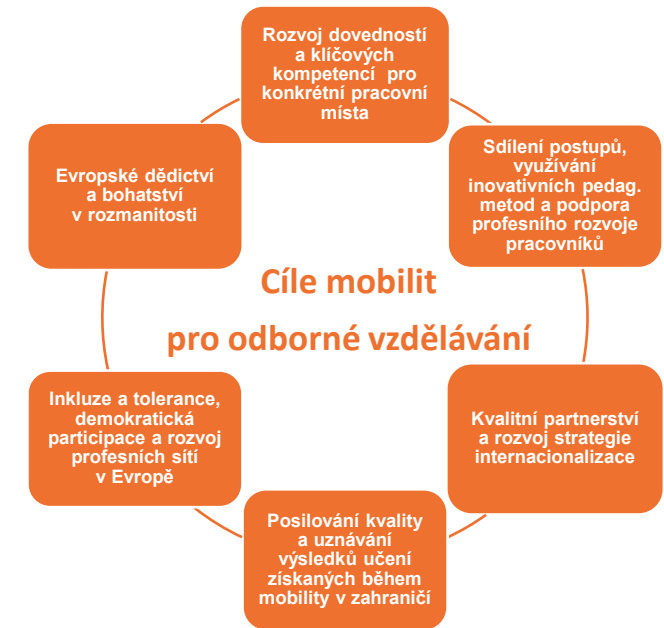 Rozvoj dovedností
a klíčových
kompetencí pro
konkrétní pracovní
místa
Sdílení postupů,
využívání
inovativních pedag.
metod a podpora
profesního rozvoje
pracovníků
Kvalitní partnerství
a rozvoj strategie
internacionalizace
Posilování kvality
a uznávání
výsledků učení
získaných během
mobility v zahraničí
Inkluze a tolerance,
demokratická
participace a rozvoj
profesních sítí
v Evropě
Evropské dědictví
a bohatství
v rozmanitosti
Cíle mobilit
pro odborné vzdělávání